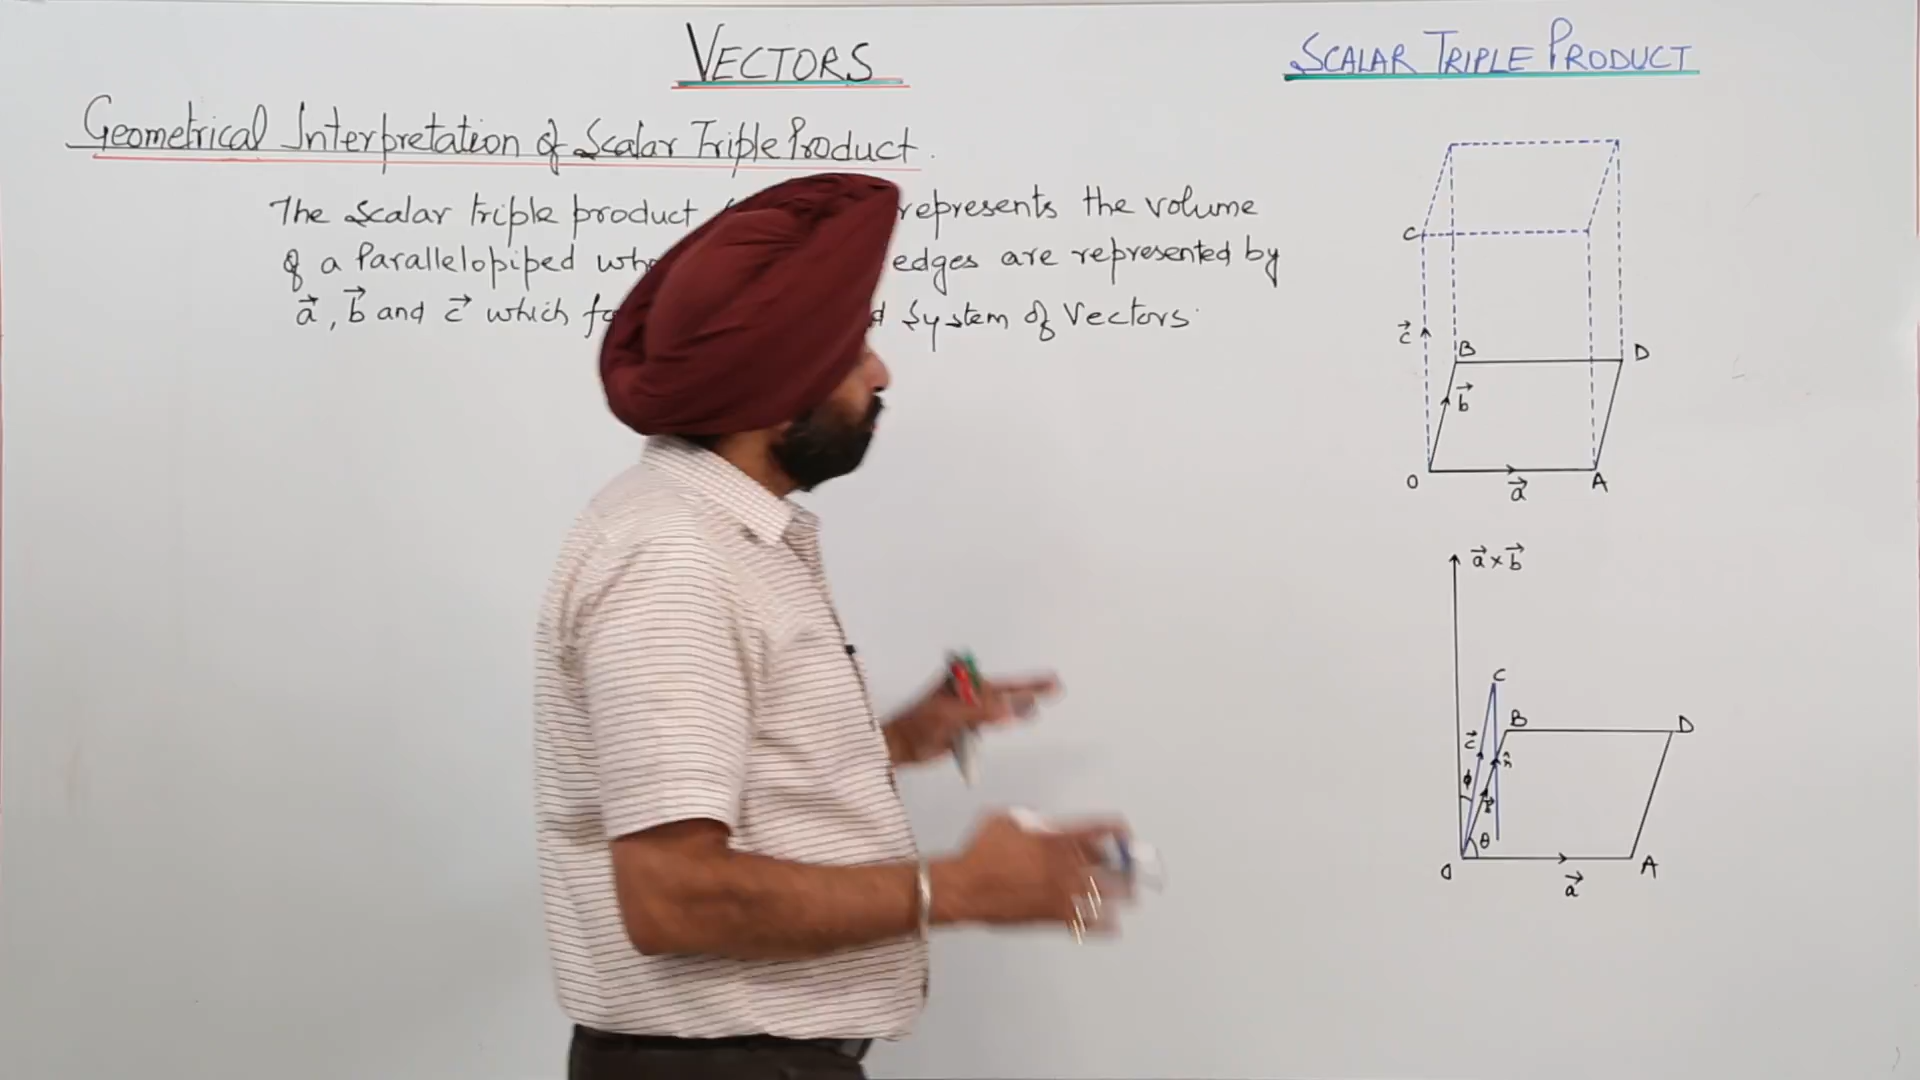 VECTORS
SCALAR TRIPLE PRODUCT
Geometrical Interpretation of Scalar Triple Product.
The scalar triple product represents the volume
of a Parallelopiped edges are represented by
a⃗, b⃗ and c⃗ which System of Vectors.
C
c⃗
B
D
b⃗
O
a⃗
A
a⃗ × b⃗
C
B
D
c⃗
n̂
ϕ
θ
O
a⃗
A